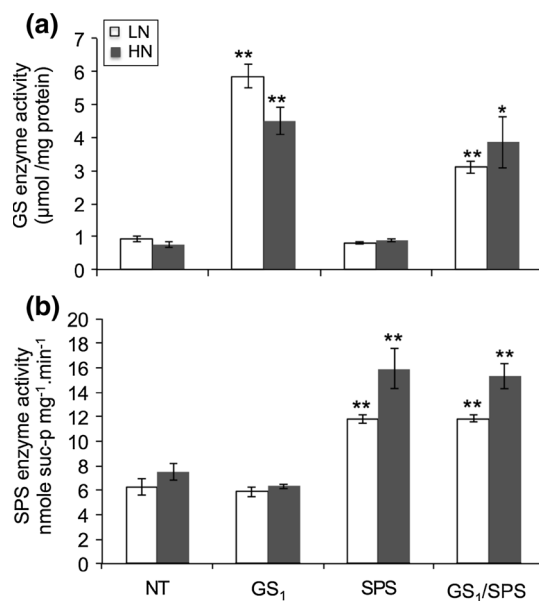 (a)
LN
HN
GS enzyme activity
(µmol /mg protein)
7
6
5
4
3
2
1
0
**
**
**
*
(b)
SPS enzyme activity
nmole suc-p mg⁻¹.min⁻¹
20
18
16
14
12
10
8
6
4
2
0
**
**
**
**
NT
GS₁
SPS
GS₁/SPS